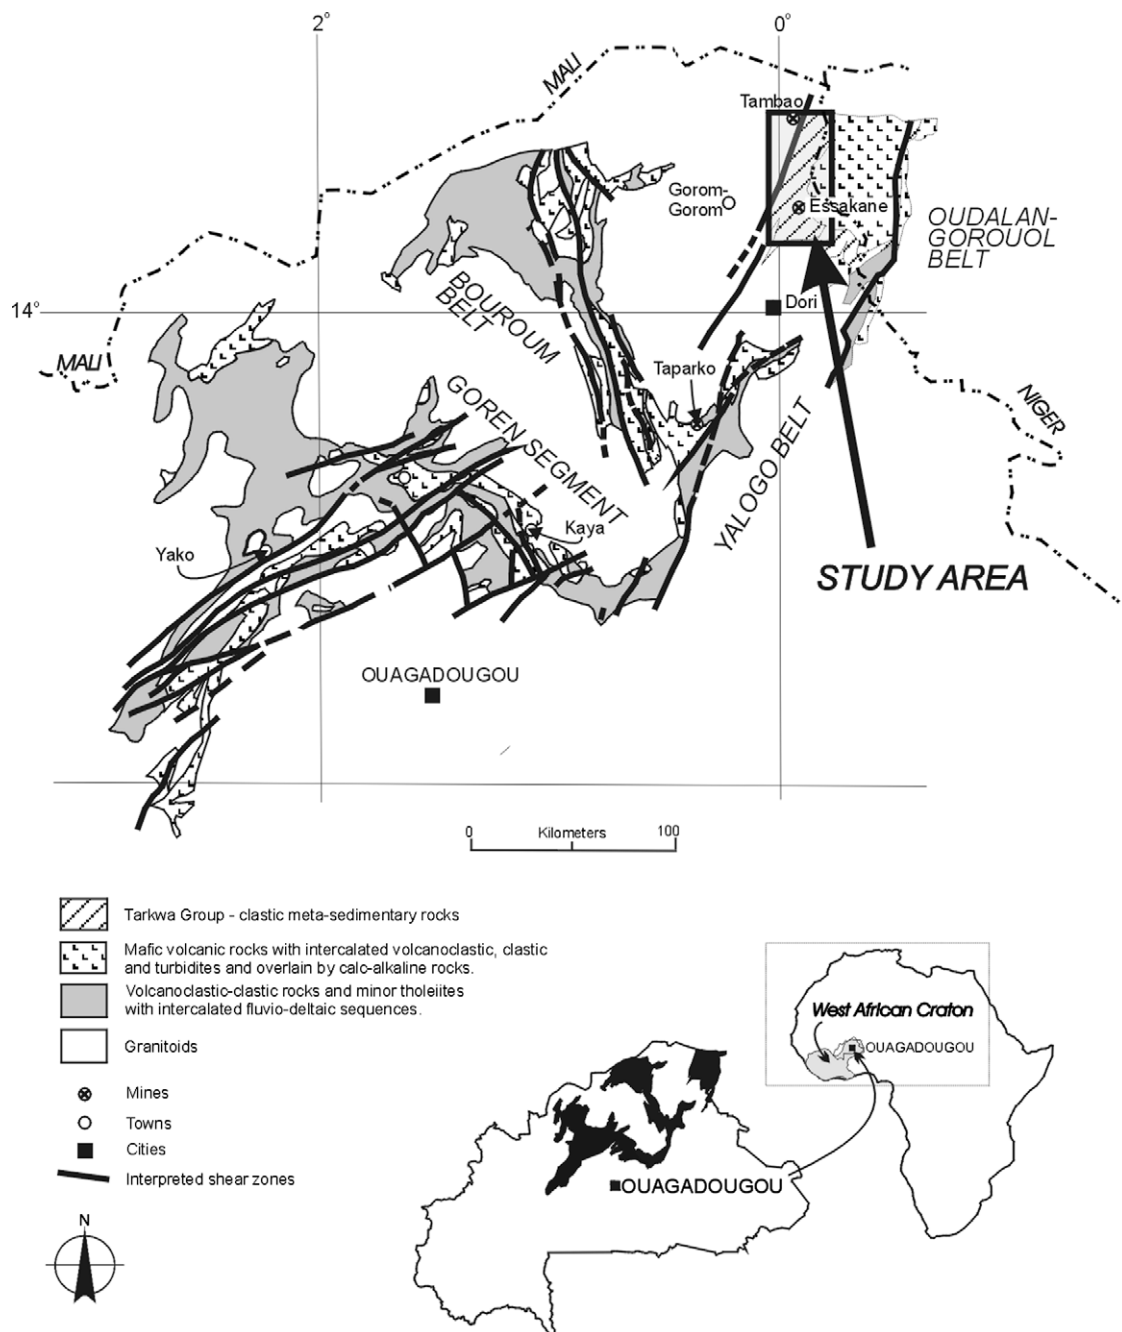 2°
0°
MALI
Tambao
Gorom-
Gorom
Essakane
OUDALAN-
GOROUOL
BELT
BOUROUM
BELT
14°
Dori
MALI
Taparko
NIGER
GOREN SEGMENT
YALOGO BELT
Kaya
Yako
STUDY AREA
OUAGADOUGOU
0 Kilometers 100
Tarkwa Group - clastic meta-sedimentary rocks
Mafic volcanic rocks with intercalated volcanoclastic, clastic
and turbidites and overlain by calc-alkaline rocks.
Volcanoclastic-clastic rocks and minor tholeiites
with intercalated fluvio-deltaic sequences.
Granitoids
Mines
Towns
Cities
Interpreted shear zones
N
West African Craton
OUAGADOUGOU
OUAGADOUGOU